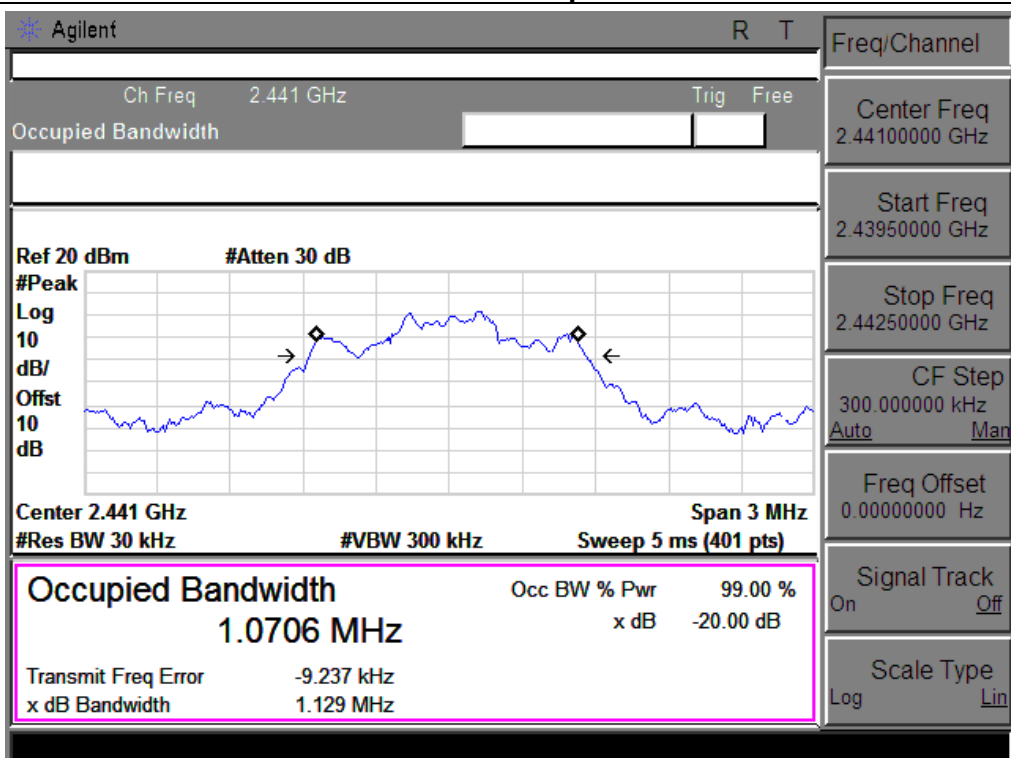 Agilent R T
Ch Freq 2.441 GHz Trig Free
Occupied Bandwidth
Ref 20 dBm #Atten 30 dB
#Peak
Log
10
dB/
Offst
10
dB
Center 2.441 GHz Span 3 MHz
#Res BW 30 kHz #VBW 300 kHz Sweep 5 ms (401 pts)
Occupied Bandwidth Occ BW % Pwr 99.00 %
1.0706 MHz x dB -20.00 dB
Transmit Freq Error -9.237 kHz
x dB Bandwidth 1.129 MHz
Freq/Channel
Center Freq
2.44100000 GHz
Start Freq
2.43950000 GHz
Stop Freq
2.44250000 GHz
CF Step
300.000000 kHz
Auto Man
Freq Offset
0.00000000 Hz
Signal Track
On Off
Scale Type
Log Lin